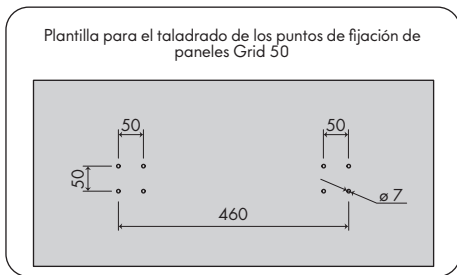 Plantilla para el taladrado de los puntos de fijación de
paneles Grid 50
50
50
50
ø 7
460